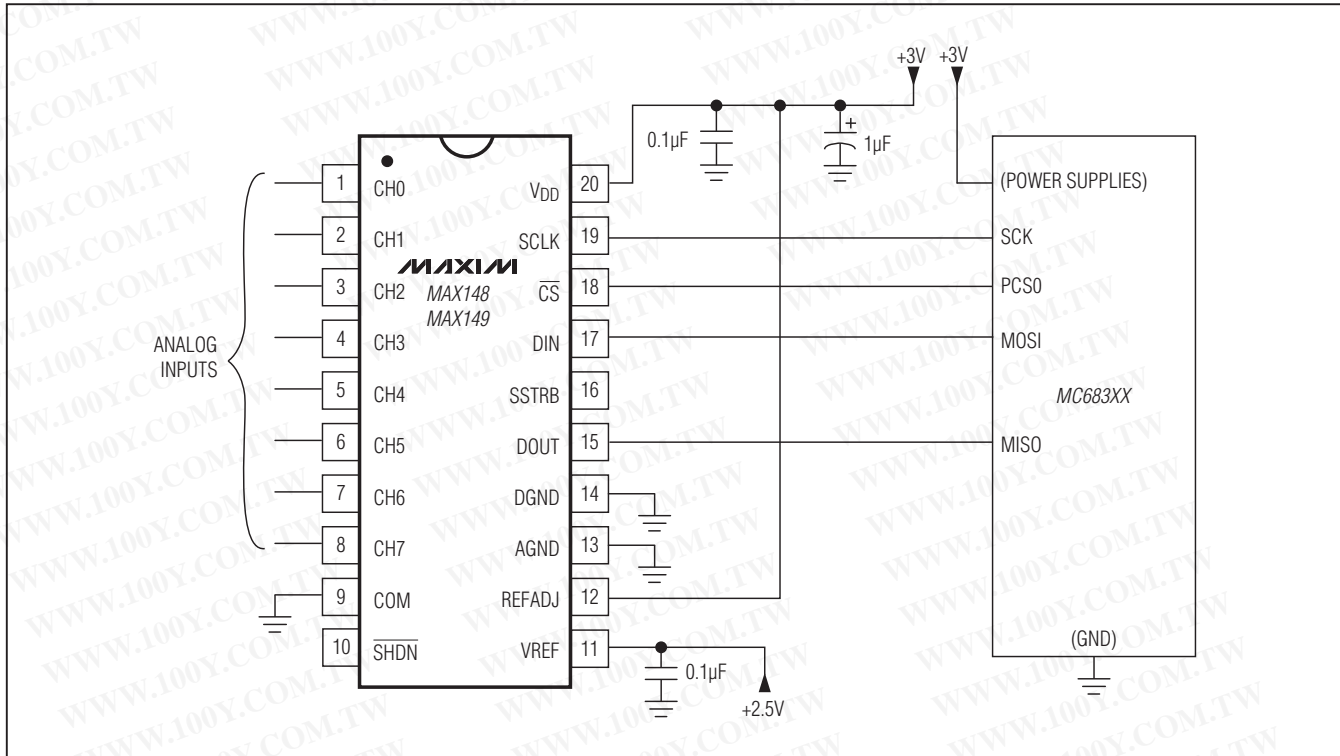 +3V +3V
0.1µF
+
1µF
1 CH0
2 CH1
3 CH2
4 CH3
5 CH4
6 CH5
7 CH6
8 CH7
9 COM
10 SHDN
ANALOG
INPUTS
MAXIM
MAX148
MAX149
VDD 20
SCLK 19
CS 18
DIN 17
SSTRB 16
DOUT 15
DGND 14
AGND 13
REFADJ 12
VREF 11
0.1µF
+2.5V
(POWER SUPPLIES)
SCK
PCS0
MOSI
MC683XX
MISO
(GND)
WWW.100Y.COM.TW